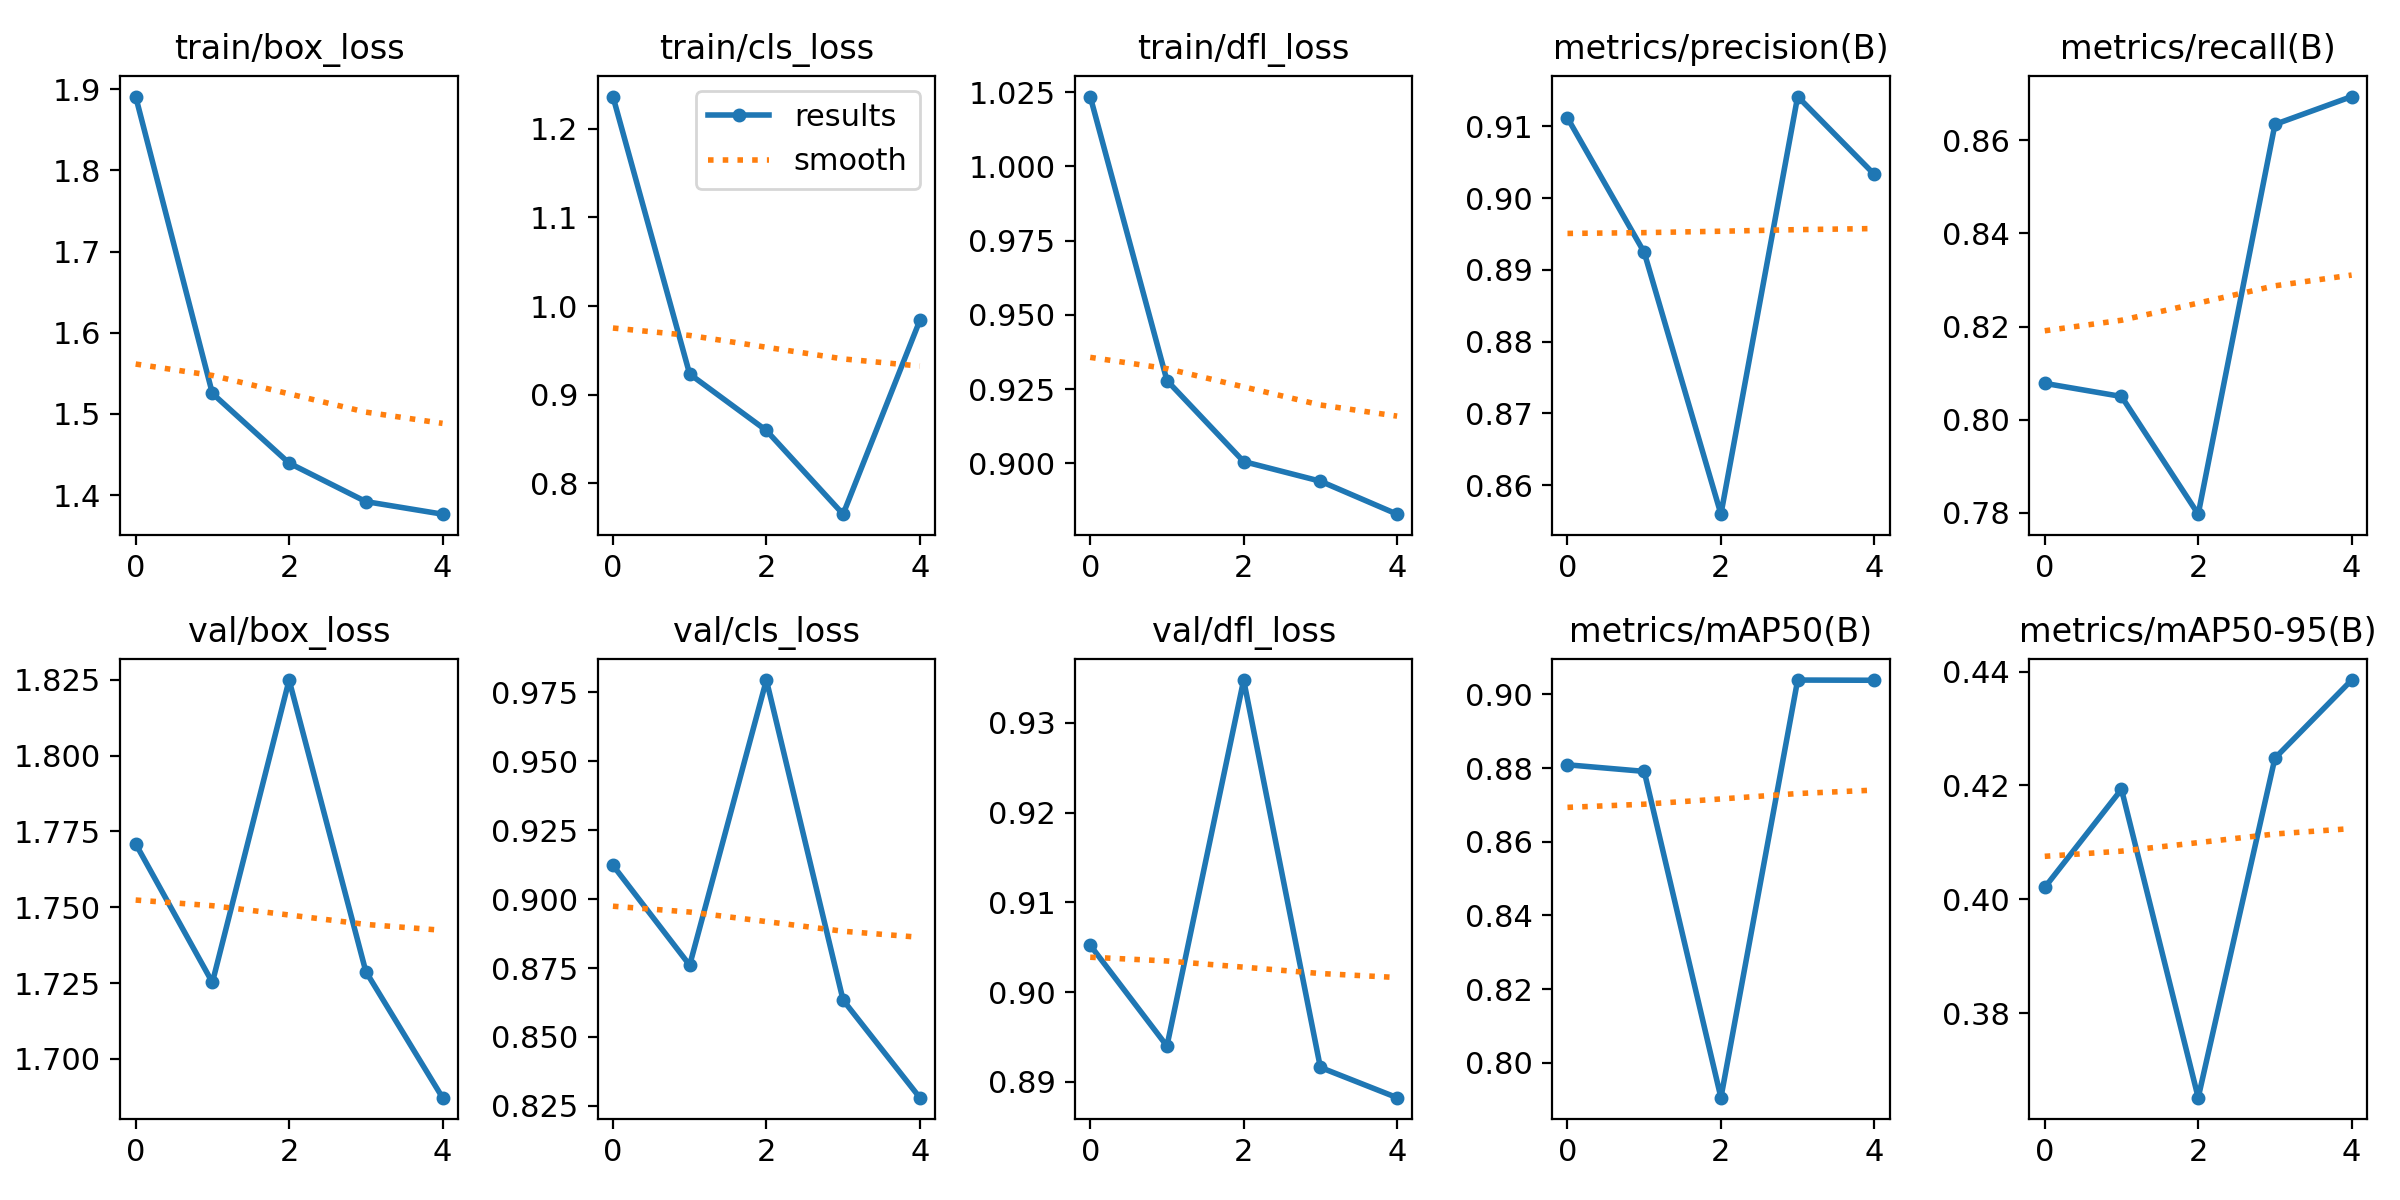 train/box_loss
1.9
1.8
1.7
1.6
1.5
1.4
0 2 4
train/cls_loss
results
smooth
1.2
1.1
1.0
0.9
0.8
0 2 4
train/dfl_loss
1.025
1.000
0.975
0.950
0.925
0.900
0 2 4
metrics/precision(B)
0.91
0.90
0.89
0.88
0.87
0.86
0 2 4
metrics/recall(B)
0.86
0.84
0.82
0.80
0.78
0 2 4
val/box_loss
1.825
1.800
1.775
1.750
1.725
1.700
0 2 4
val/cls_loss
0.975
0.950
0.925
0.900
0.875
0.850
0.825
0 2 4
val/dfl_loss
0.93
0.92
0.91
0.90
0.89
0 2 4
metrics/mAP50(B)
0.90
0.88
0.86
0.84
0.82
0.80
0 2 4
metrics/mAP50-95(B)
0.44
0.42
0.40
0.38
0 2 4